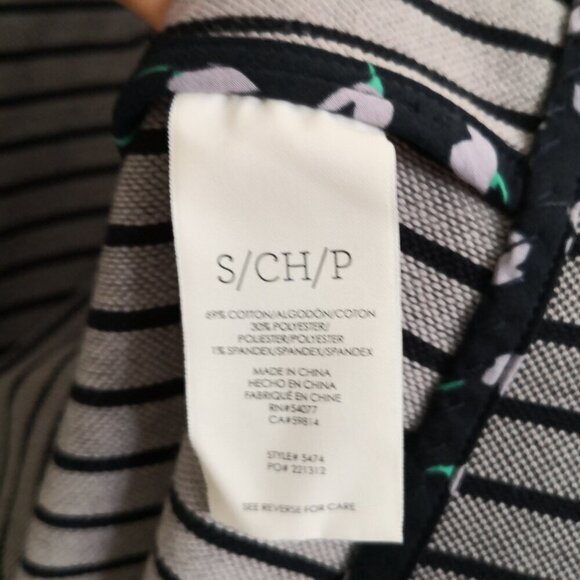 S/CH/P
69% COTTON/ALGODÓN/COTON
30% POLYESTER/
POLIESTER/POLYESTER
1% SPANDEX/SPANDEX/SPANDEX
MADE IN CHINA
HECHO EN CHINA
FABRIQUÉ EN CHINE
RN#54077
CA#59814
STYLE# 5474
PO# 221312
SEE REVERSE FOR CARE